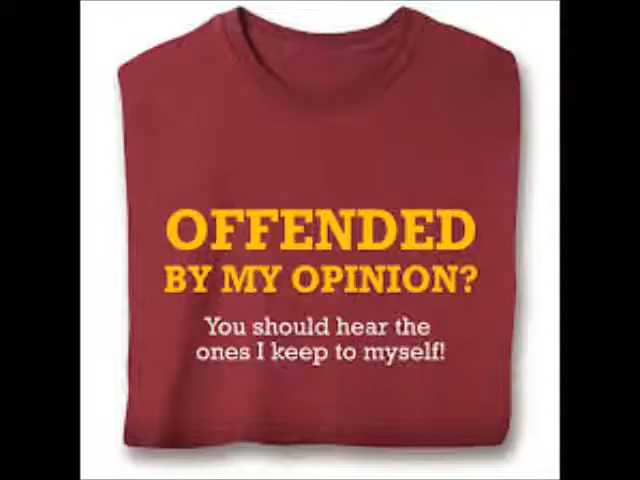 OFFENDED
BY MY OPINION?
You should hear the
ones I keep to myself!